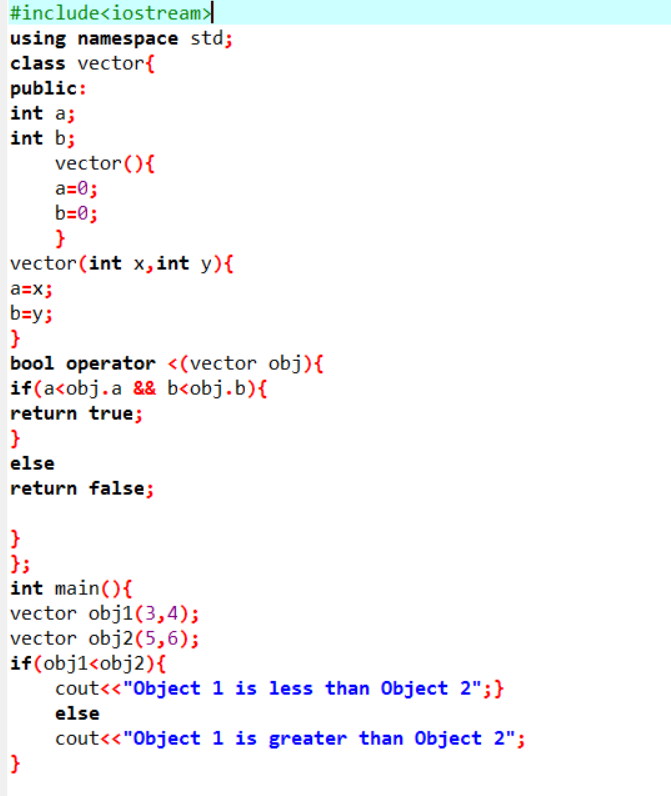 #include<iostream>
using namespace std;
class vector{
public:
int a;
int b;
    vector(){
    a=0;
    b=0;
    }
vector(int x,int y){
a=x;
b=y;
}
bool operator <(vector obj){
if(a<obj.a && b<obj.b){
return true;
}
else
return false;

}
};
int main(){
vector obj1(3,4);
vector obj2(5,6);
if(obj1<obj2){
    cout<<"Object 1 is less than Object 2";}
    else
    cout<<"Object 1 is greater than Object 2";
}